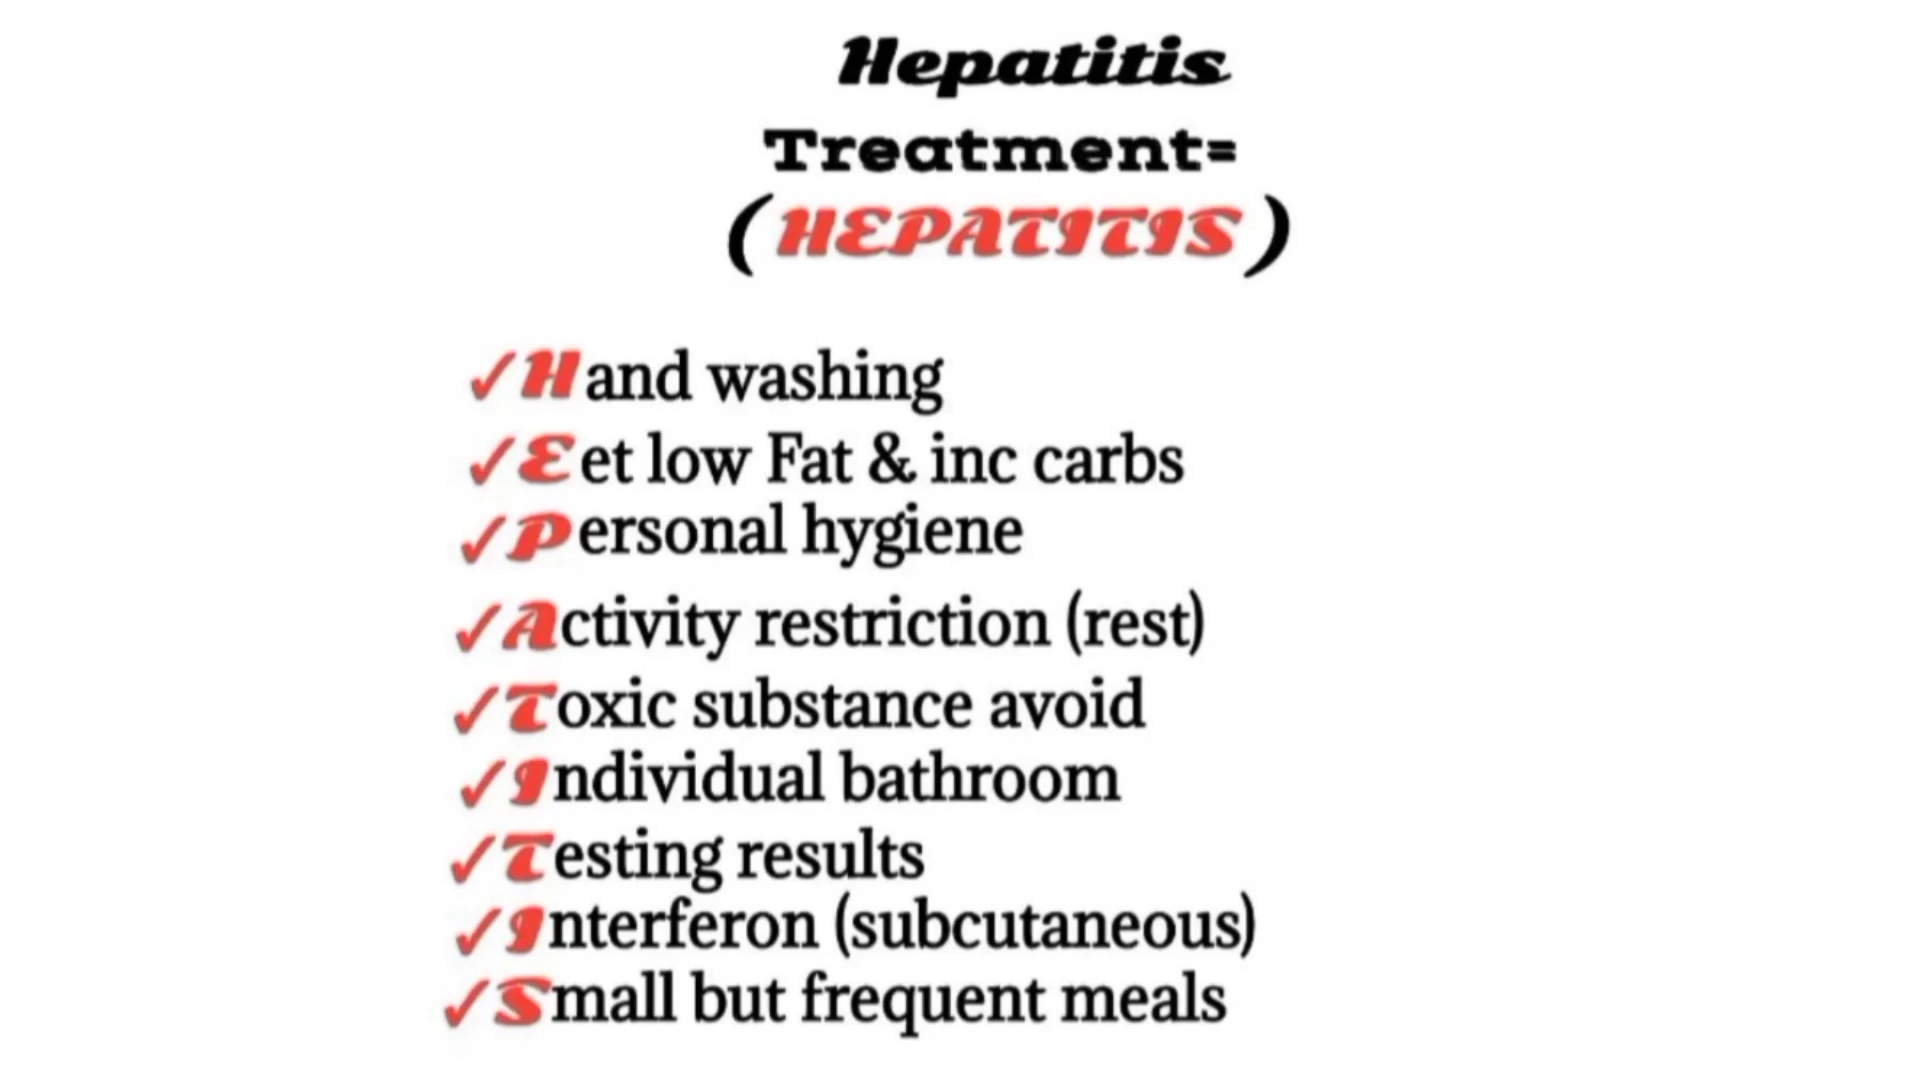 Hepatitis
Treatment=
(HEPATITIS)
✓Hand washing
✓Eet low Fat & inc carbs
✓Personal hygiene
✓Activity restriction (rest)
✓Toxic substance avoid
✓Individual bathroom
✓Testing results
✓Interferon (subcutaneous)
✓Small but frequent meals